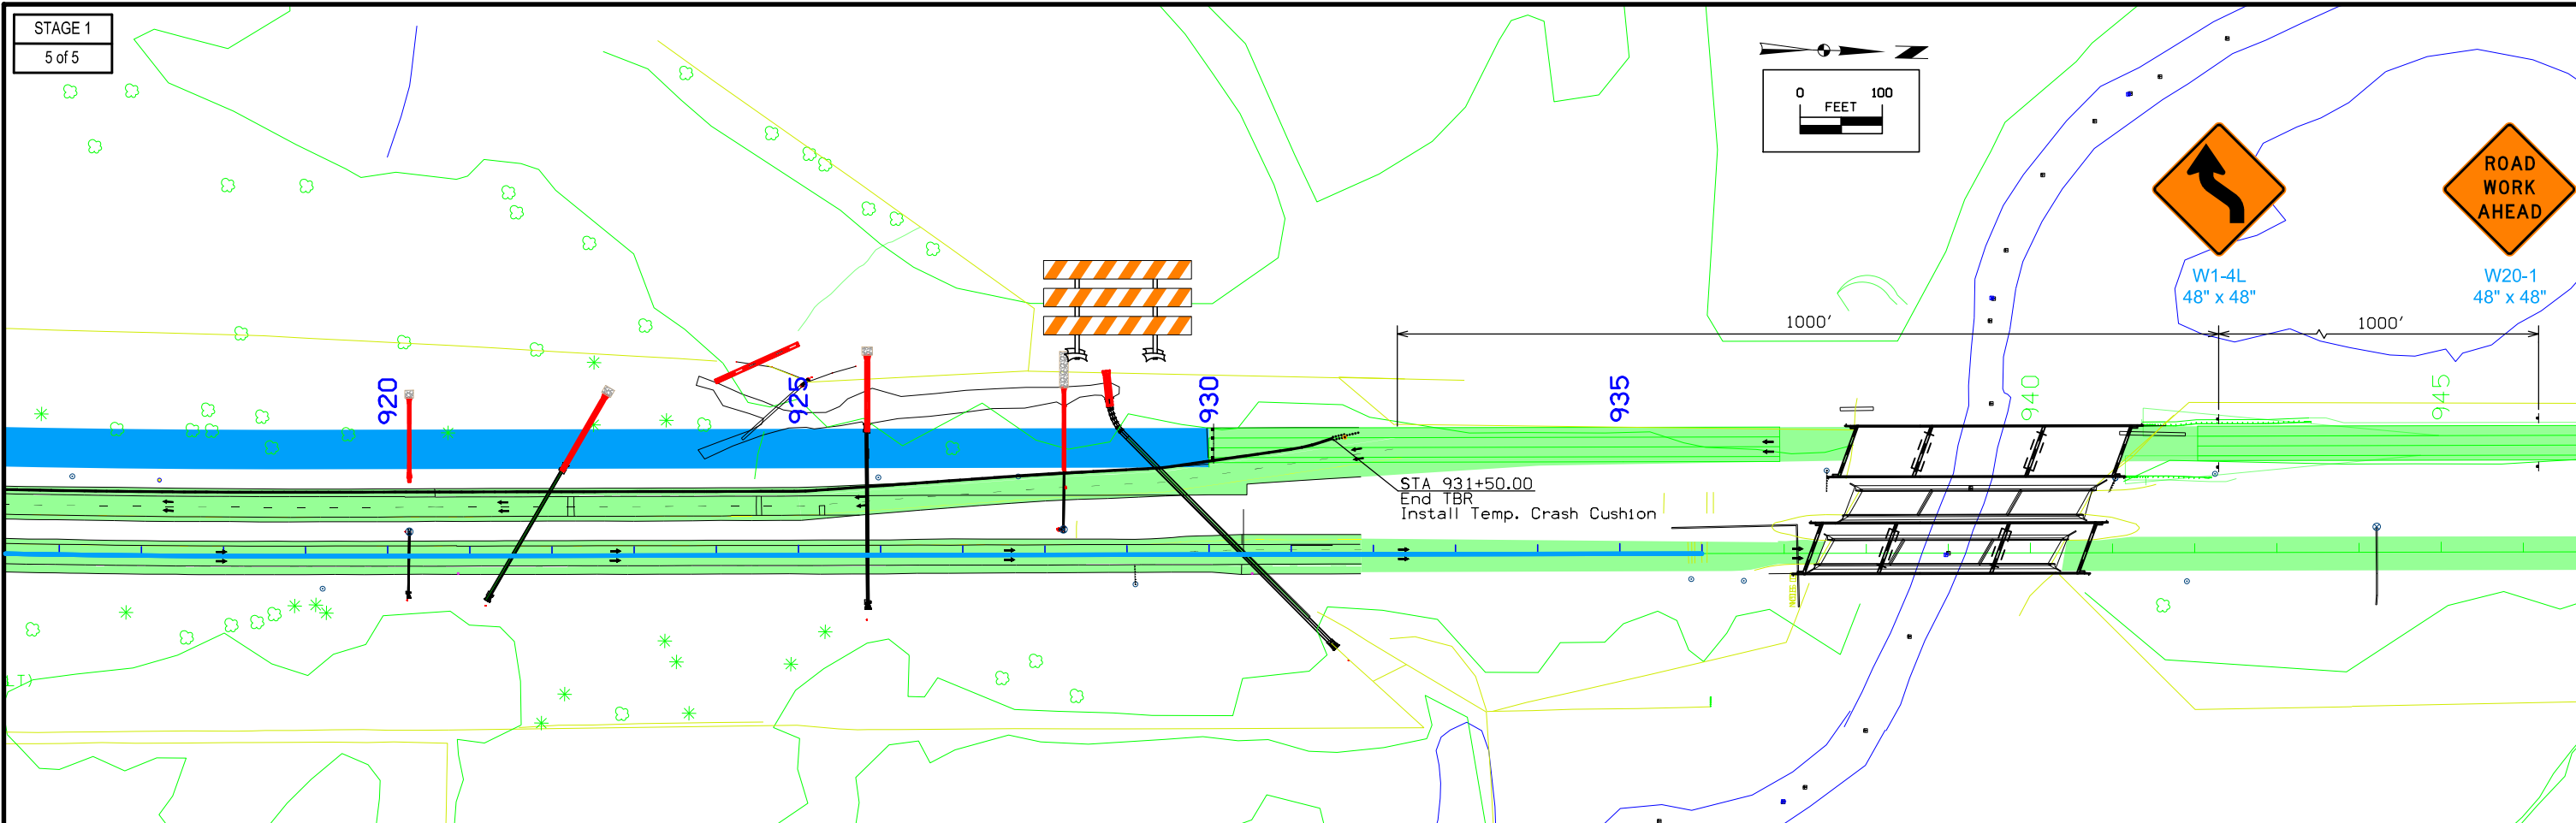 STAGE 1
5 of 5
0 100
FEET
ROAD
WORK
AHEAD
W1-4L
48" x 48"
W20-1
48" x 48"
1000'
1000'
920
925
930
935
940
945
STA 931+50.00
End TBR
Install Temp. Crash Cushion
LT)